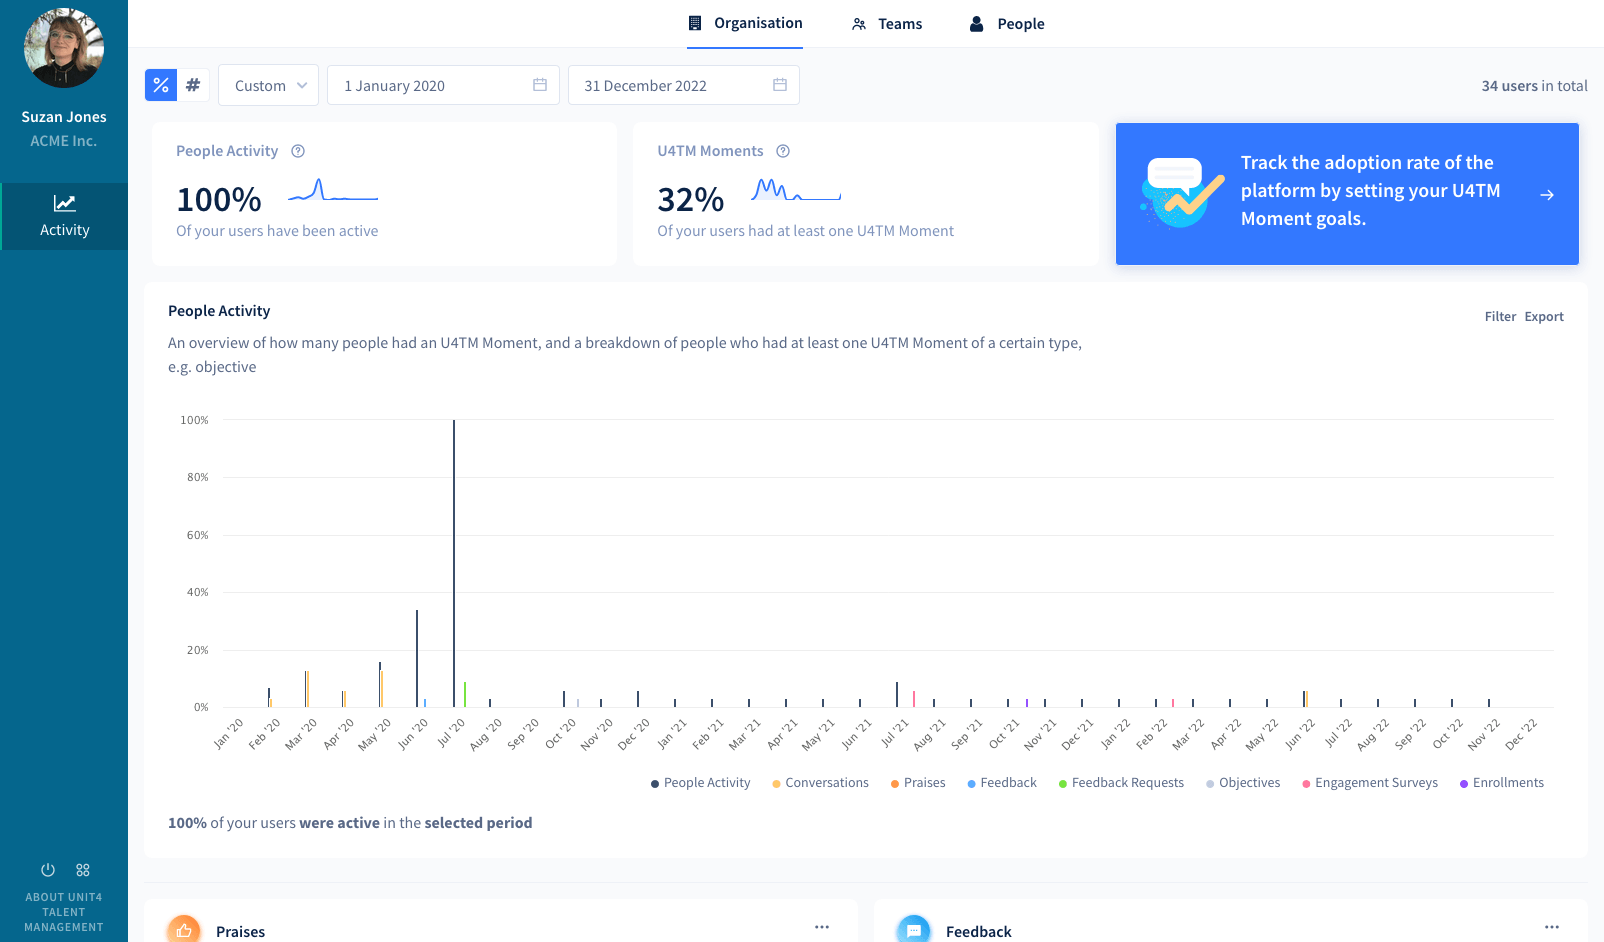 Suzan Jones
ACME Inc.
Activity
ABOUT UNIT4
TALENT
MANAGEMENT
Organisation
Teams
People
%
#
Custom
1 January 2020
31 December 2022
34 users in total
People Activity
100%
Of your users have been active
U4TM Moments
32%
Of your users had at least one U4TM Moment
Track the adoption rate of the
platform by setting your U4TM
Moment goals.
People Activity
Filter Export
An overview of how many people had an U4TM Moment, and a breakdown of people who had at least one U4TM Moment of a certain type,
e.g. objective
100%
80%
60%
40%
20%
0%
Jan '20
Feb '20
Mar '20
Apr '20
May '20
Jun '20
Jul '20
Aug '20
Sep '20
Oct '20
Nov '20
Dec '20
Jan '21
Feb '21
Mar '21
Apr '21
May '21
Jun '21
Jul '21
Aug '21
Sep '21
Oct '21
Nov '21
Dec '21
Jan '22
Feb '22
Mar '22
Apr '22
May '22
Jun '22
Jul '22
Aug '22
Sep '22
Oct '22
Nov '22
Dec '22
People Activity
Conversations
Praises
Feedback
Feedback Requests
Objectives
Engagement Surveys
Enrollments
100% of your users were active in the selected period
Praises
Feedback